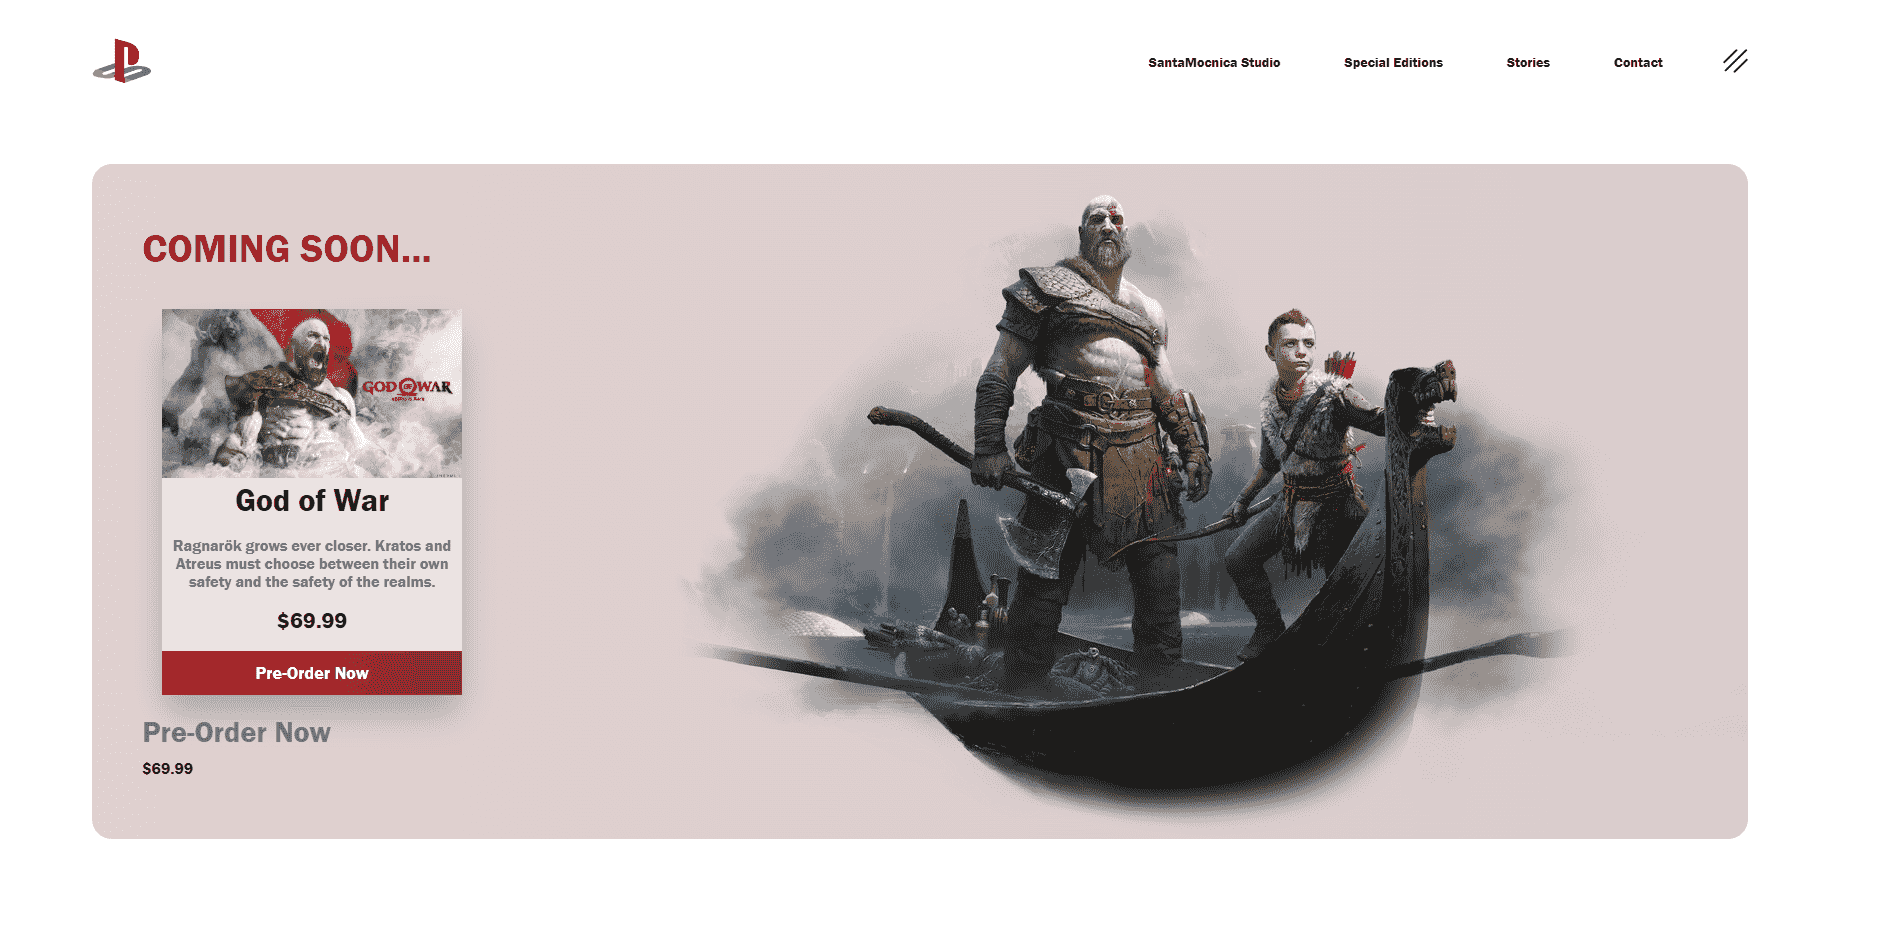 SantaMocnica Studio
Special Editions
Stories
Contact
COMING SOON...
GOD OF WAR
God of War
Ragnarök grows ever closer. Kratos and
Atreus must choose between their own
safety and the safety of the realms.
$69.99
Pre-Order Now
Pre-Order Now
$69.99